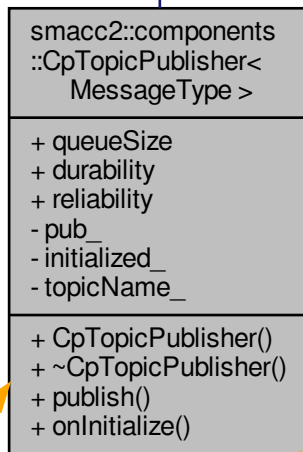 smacc2::components
::CpTopicPublisher<
MessageType >
+ queueSize
+ durability
+ reliability
- pub_
- initialized_
- topicName_
+ CpTopicPublisher()
+ ~CpTopicPublisher()
+ publish()
+ onInitialize()